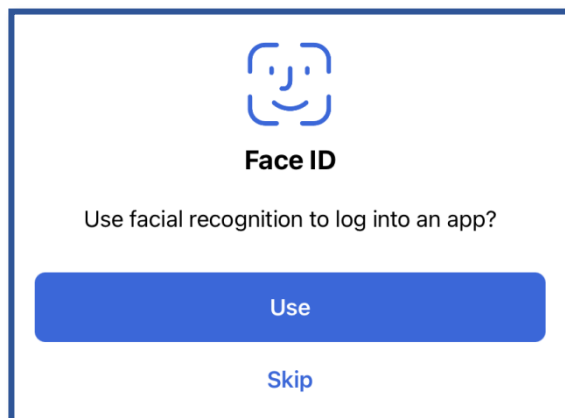 Face ID
Use facial recognition to log into an app?
Use
Skip